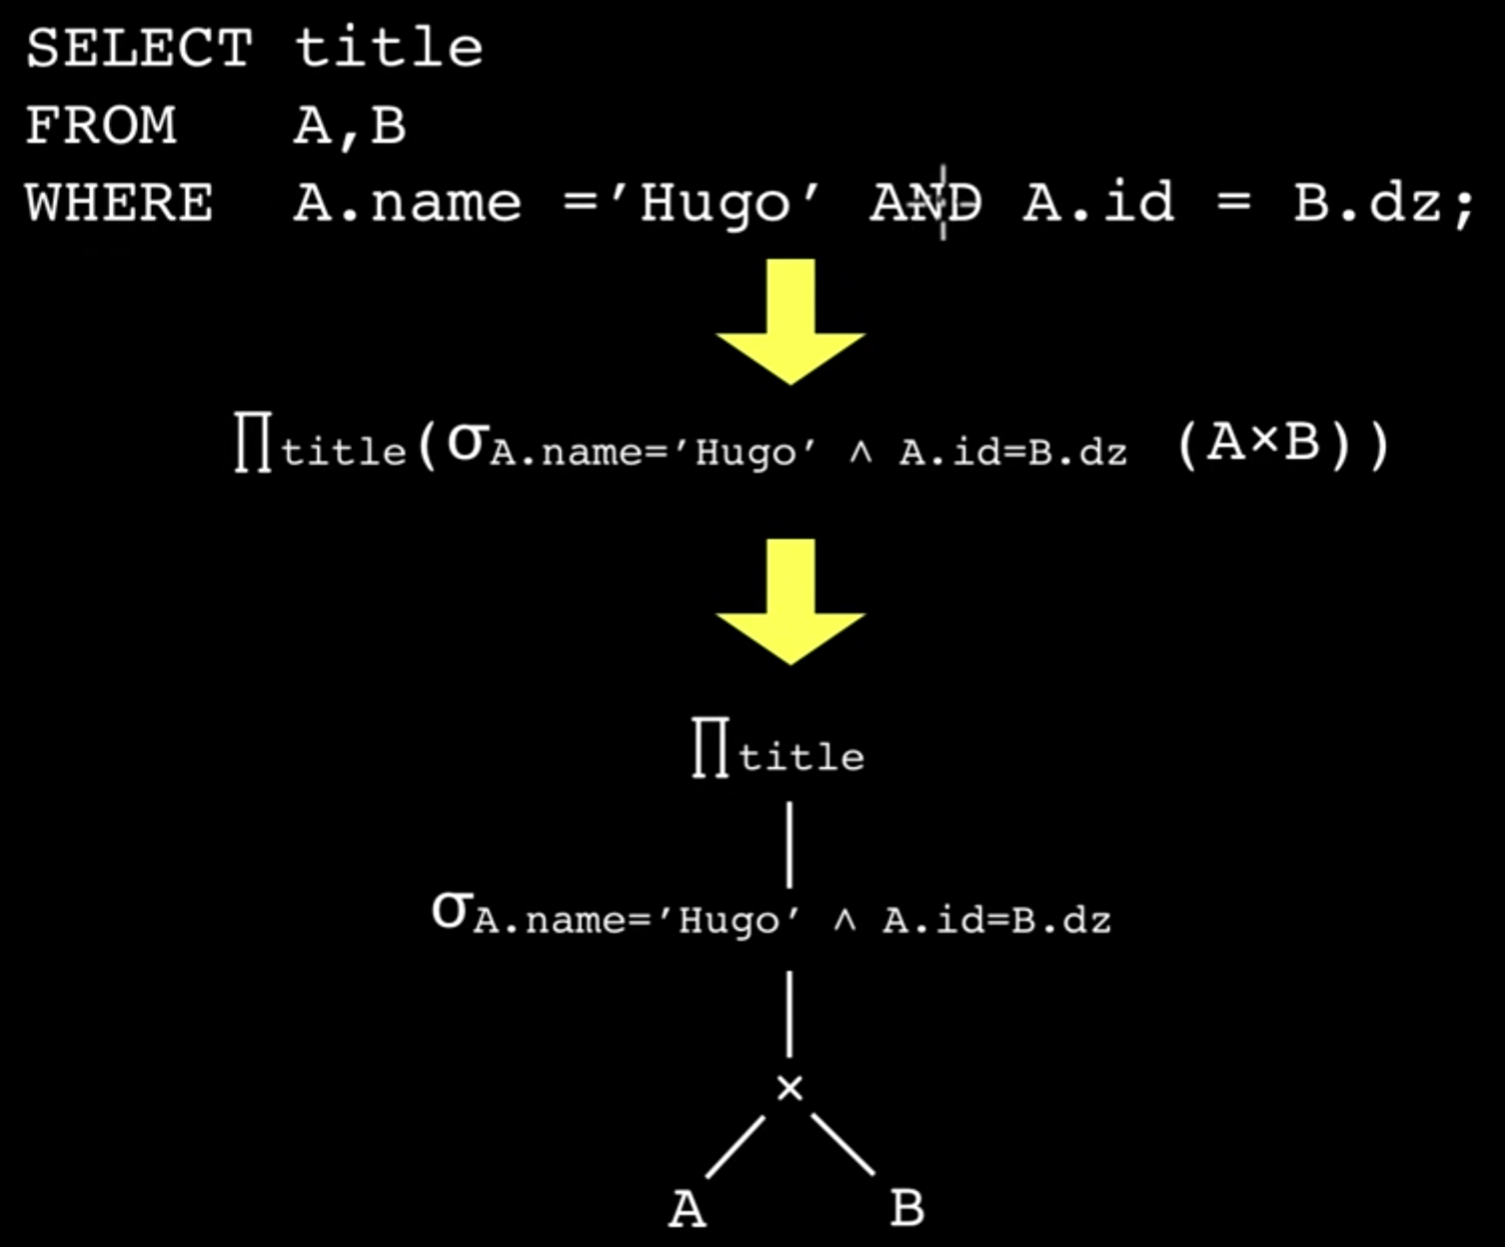 SELECT title
FROM A,B
WHERE A.name ='Hugo' AND A.id = B.dz;
∏title(σA.name='Hugo' ∧ A.id=B.dz (A×B))
∏title
σA.name='Hugo' ∧ A.id=B.dz
×
A B